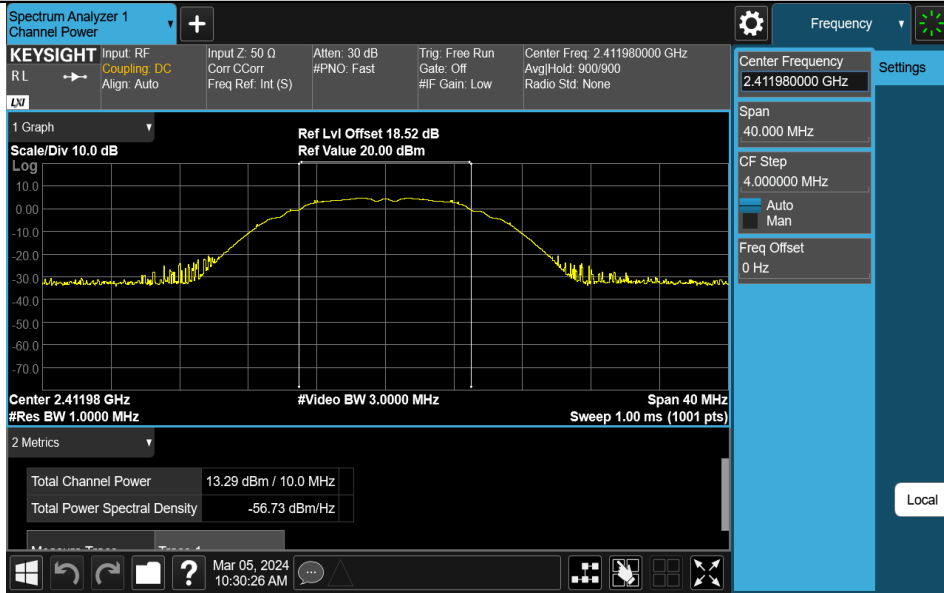 Spectrum Analyzer 1
Channel Power
Frequency
KEYSIGHT
RL
LXI
Input: RF
Coupling: DC
Align: Auto
Input Z: 50 Ω
Corr CCorr
Freq Ref: Int (S)
Atten: 30 dB
#PNO: Fast
Trig: Free Run
Gate: Off
#IF Gain: Low
Center Freq: 2.411980000 GHz
Avg|Hold: 900/900
Radio Std: None
Center Frequency
2.411980000 GHz
Settings
Span
40.000 MHz
CF Step
4.000000 MHz
Auto
Man
Freq Offset
0 Hz
Local
1 Graph
Scale/Div 10.0 dB
Ref Lvl Offset 18.52 dB
Ref Value 20.00 dBm
Log
10.0
0.00
-10.0
-20.0
-30.0
-40.0
-50.0
-60.0
-70.0
Center 2.41198 GHz
#Res BW 1.0000 MHz
#Video BW 3.0000 MHz
Span 40 MHz
Sweep 1.00 ms (1001 pts)
2 Metrics
Total Channel Power 13.29 dBm / 10.0 MHz
Total Power Spectral Density -56.73 dBm/Hz
Measure Trace Trace 1
?
Mar 05, 2024
10:30:26 AM